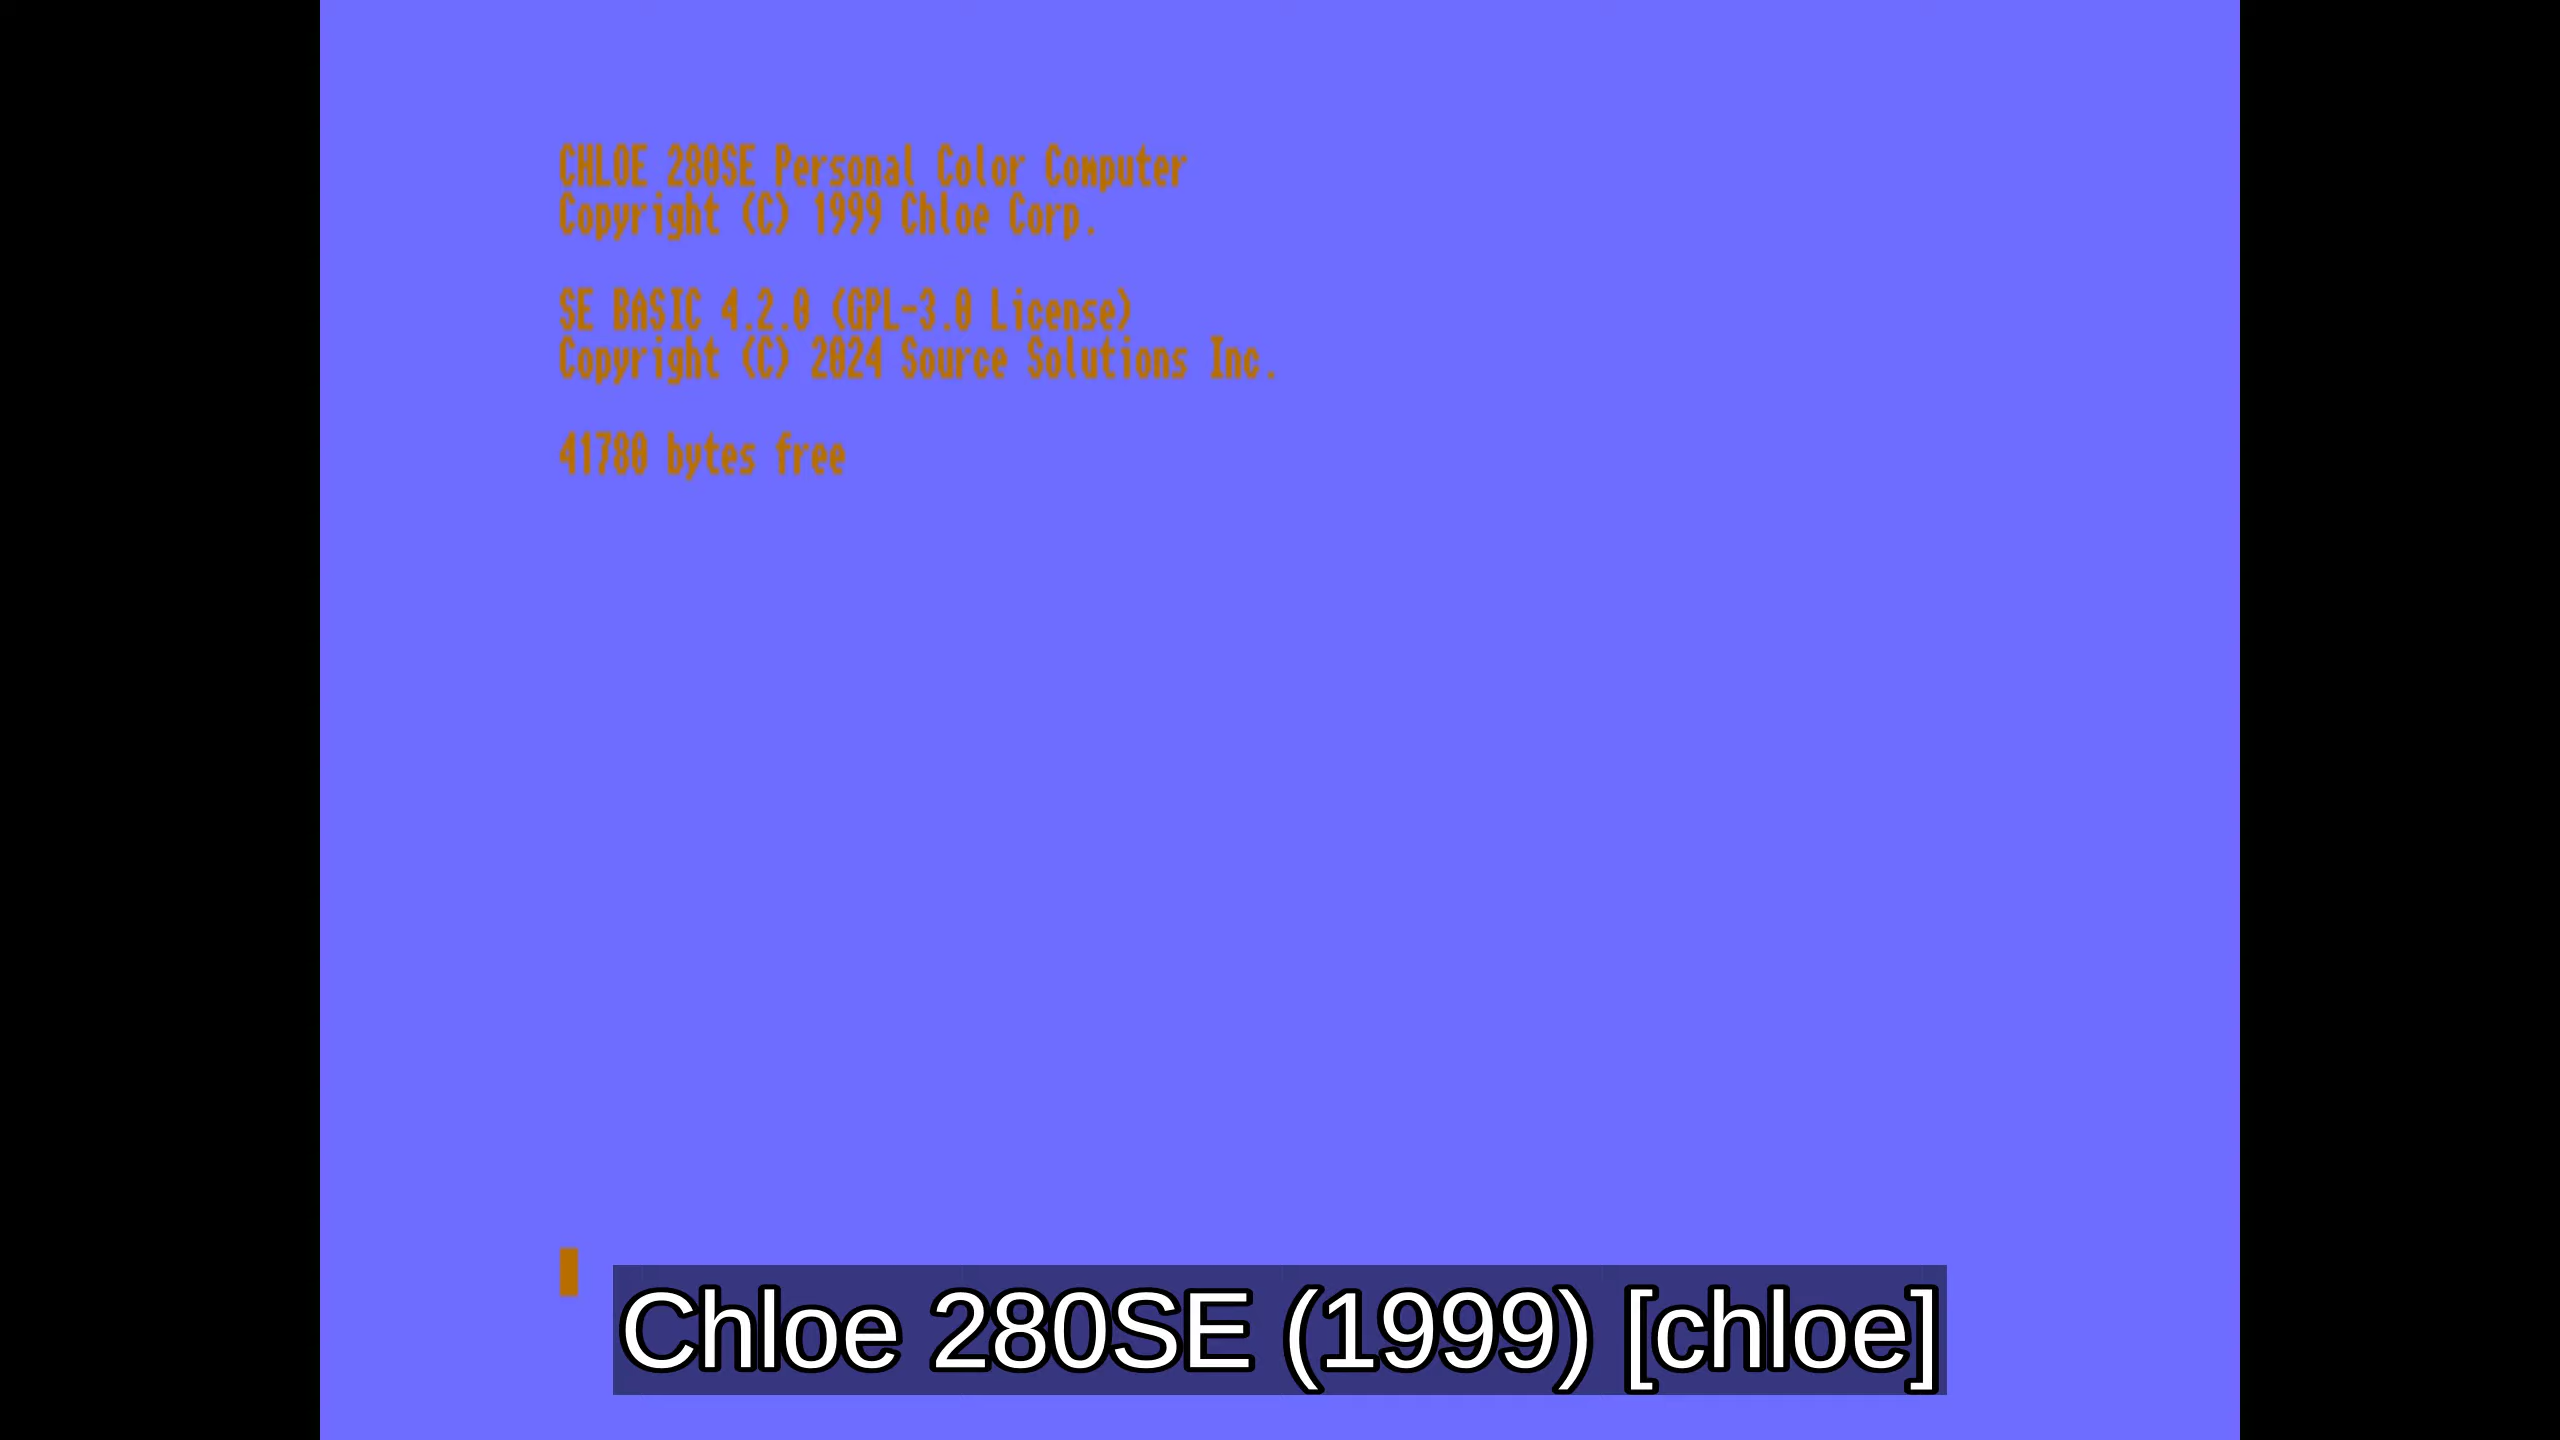 CHLOE 280SE Personal Color Computer
Copyright (C) 1999 Chloe Corp.
SE BASIC 4.2.0 (GPL-3.0 License)
Copyright (C) 2024 Source Solutions Inc.
41780 bytes free
Chloe 280SE (1999) [chloe]